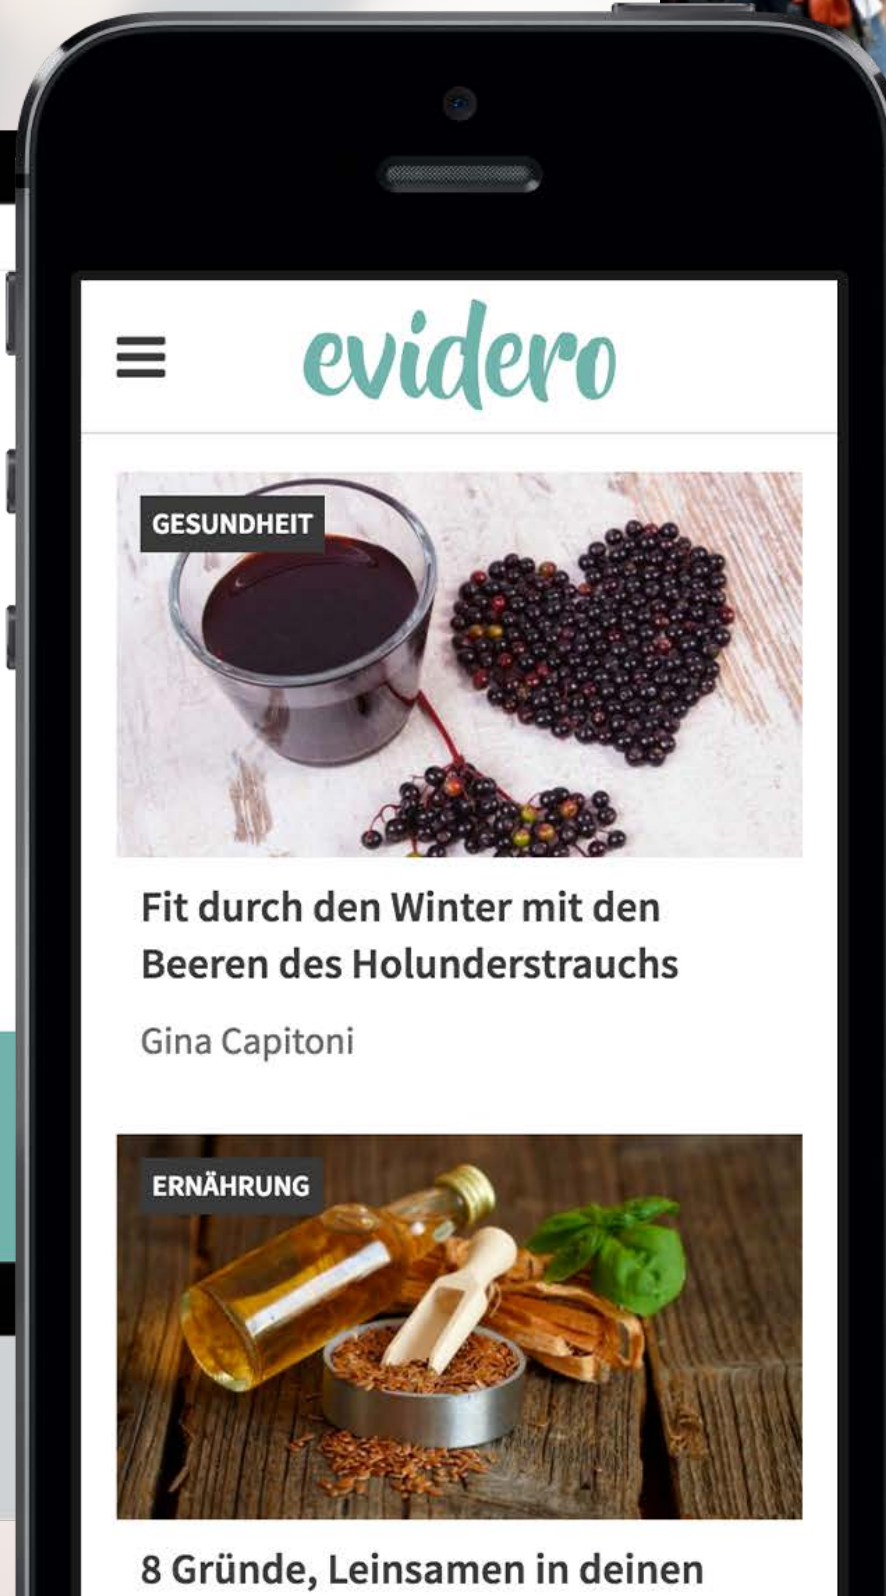 evidero
GESUNDHEIT
Fit durch den Winter mit den
Beeren des Holunderstrauchs
Gina Capitoni
ERNÄHRUNG
8 Gründe, Leinsamen in deinen